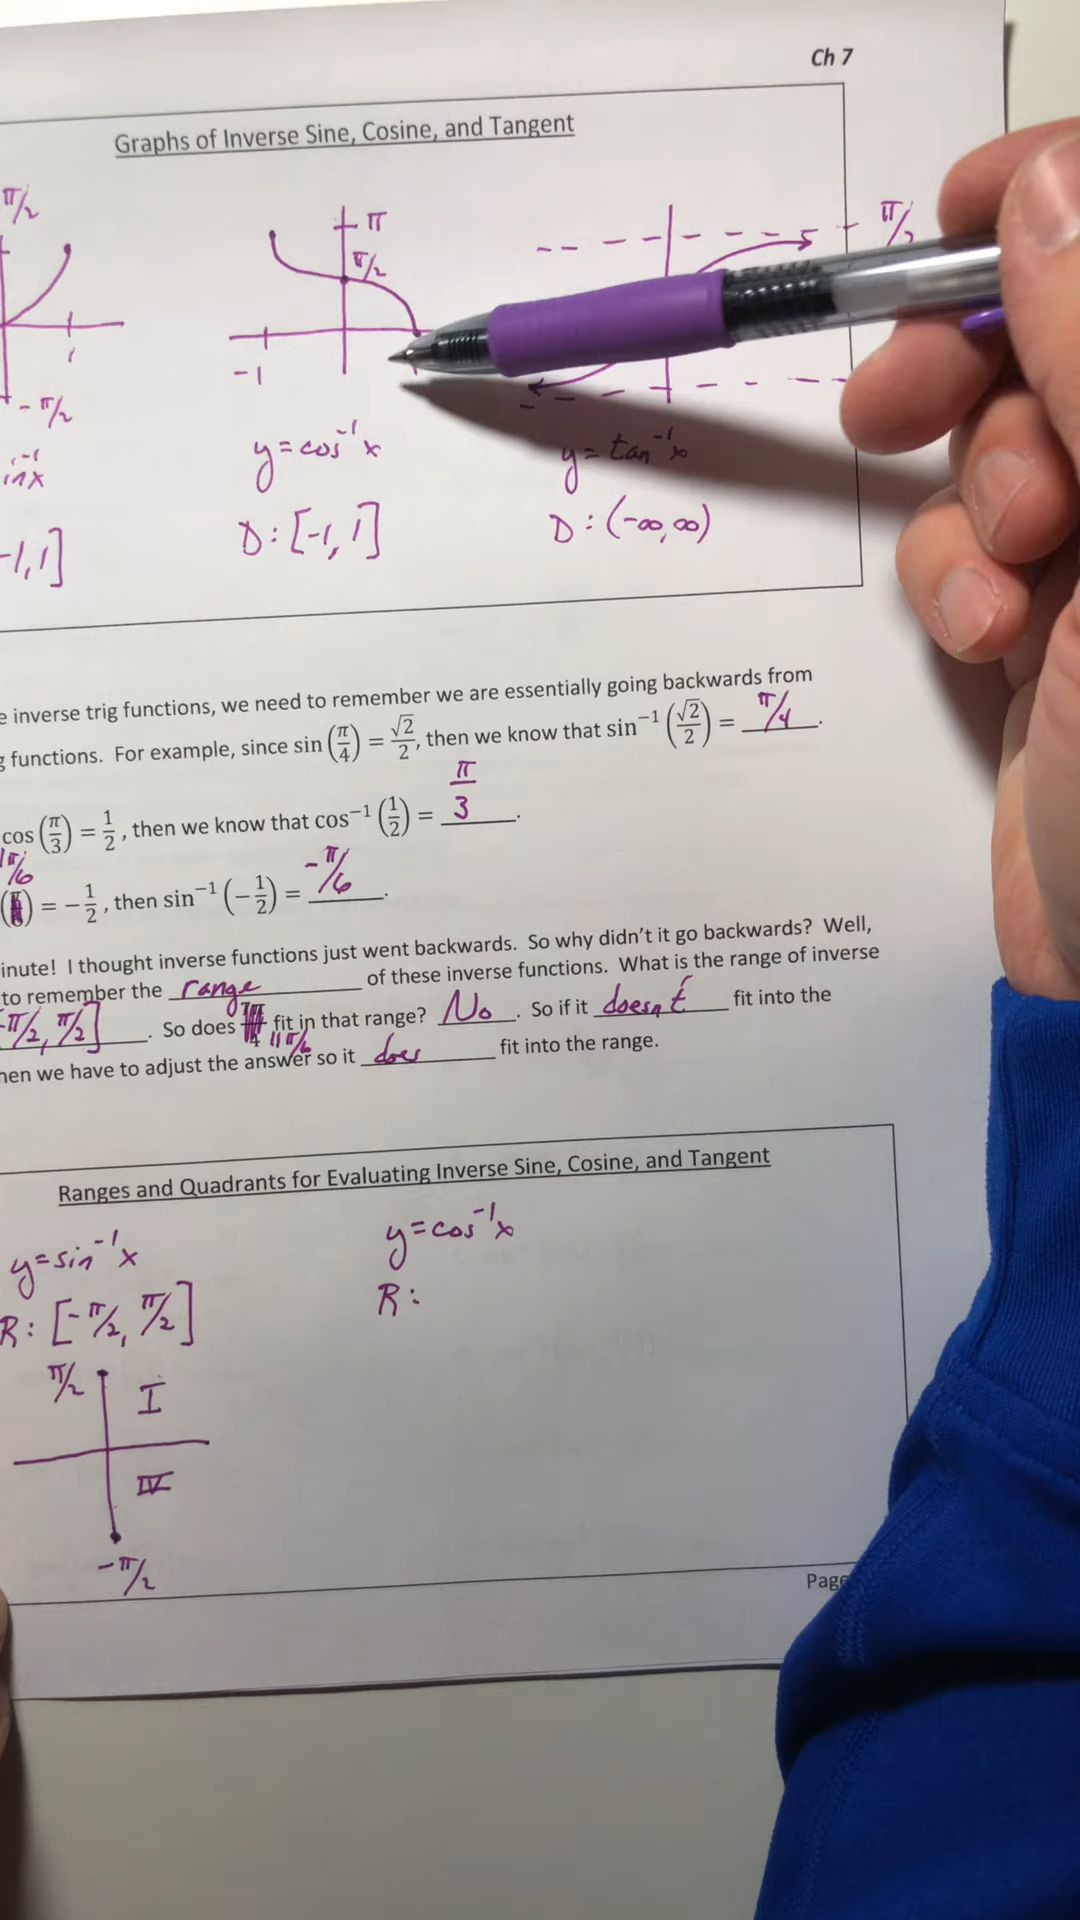 Ch 7
Graphs of Inverse Sine, Cosine, and Tangent
π/2
1
-π/2
in⁻¹x
-1,1]
π
π/2
-1
y=cos⁻¹x
D: [-1, 1]
π/2
y=tan⁻¹x
D: (-∞,∞)
e inverse trig functions, we need to remember we are essentially going backwards from
g functions. For example, since sin(π/4) = √2/2, then we know that sin⁻¹(√2/2) = π/4.
cos(π/3) = 1/2, then we know that cos⁻¹(1/2) = π/3.
π/6
= -1/2, then sin⁻¹(-1/2) = -π/6.
inute! I thought inverse functions just went backwards. So why didn't it go backwards? Well,
to remember the range of these inverse functions. What is the range of inverse
-π/2, π/2]. So does 11π/6 fit in that range? No. So if it doesn't fit into the
hen we have to adjust the answer so it does fit into the range.
Ranges and Quadrants for Evaluating Inverse Sine, Cosine, and Tangent
y=sin⁻¹x
R: [-π/2, π/2]
π/2
I
IV
-π/2
y=cos⁻¹x
R:
Page